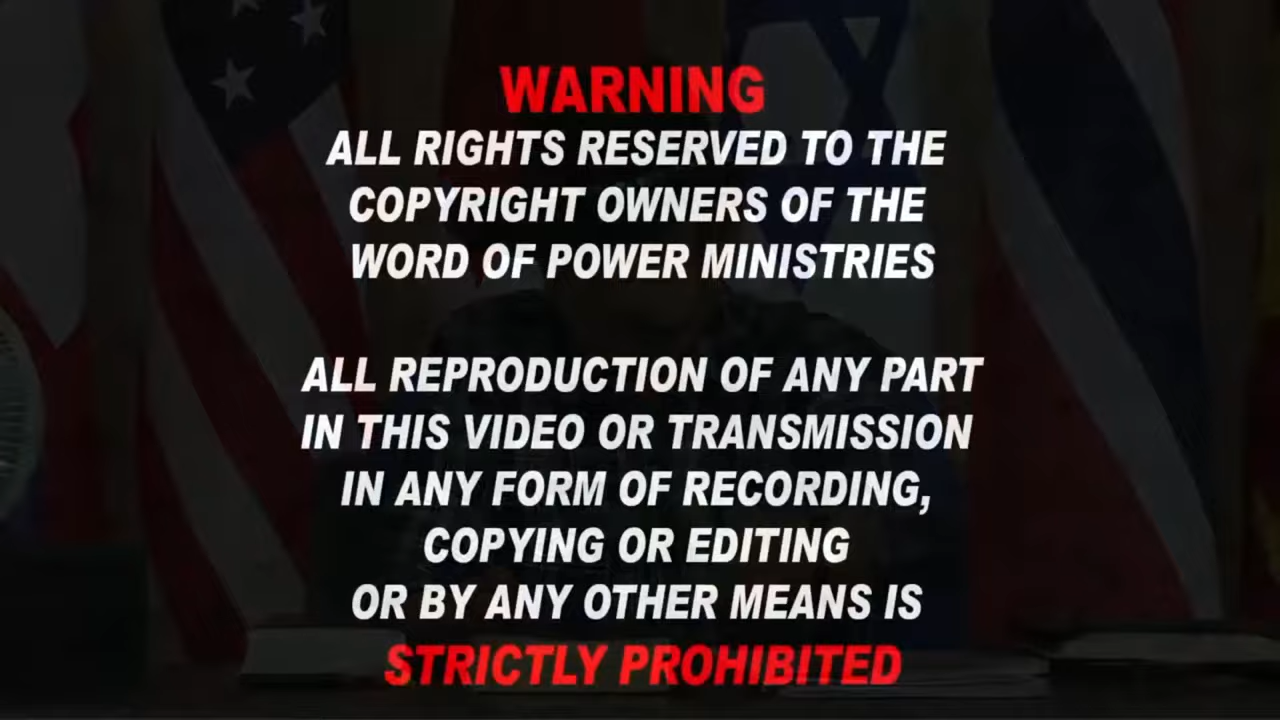 WARNING
ALL RIGHTS RESERVED TO THE
COPYRIGHT OWNERS OF THE
WORD OF POWER MINISTRIES
ALL REPRODUCTION OF ANY PART
IN THIS VIDEO OR TRANSMISSION
IN ANY FORM OF RECORDING,
COPYING OR EDITING
OR BY ANY OTHER MEANS IS
STRICTLY PROHIBITED